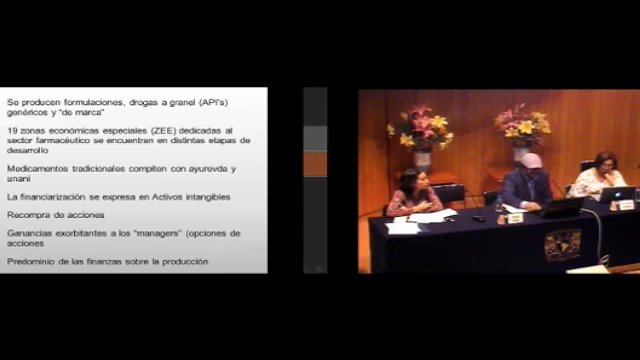 Se producen formulaciones, drogas a granel (API's)
genéricos y "de marca"
19 zonas económicas especiales (ZEE) dedicadas al
sector farmacéutico se encuentran en distintas etapas de
desarrollo
Medicamentos tradicionales compiten con ayurevda y
unani
La financiarización se expresa en Activos intangibles
Recompra de acciones
Ganancias exorbitantes a los "managers" (opciones de
acciones
Predominio de las finanzas sobre la producción